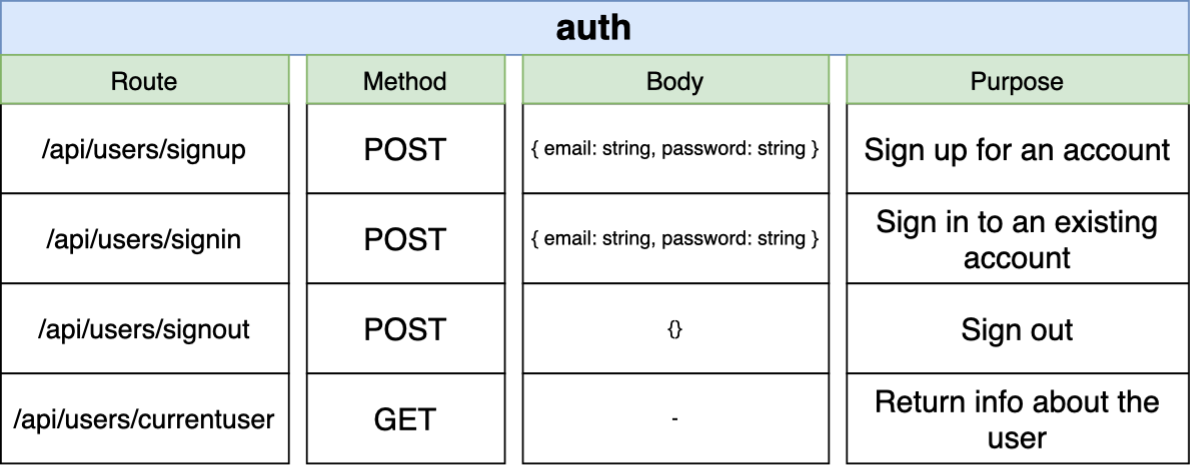 auth
Route
Method
Body
Purpose
/api/users/signup
POST
{ email: string, password: string }
Sign up for an account
/api/users/signin
POST
{ email: string, password: string }
Sign in to an existing
account
/api/users/signout
POST
{}
Sign out
/api/users/currentuser
GET
-
Return info about the
user